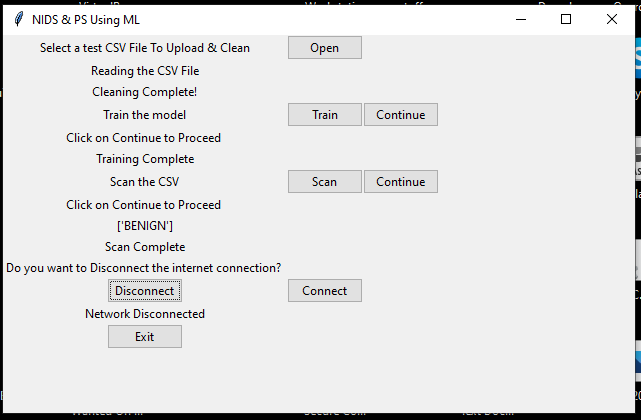 NIDS & PS Using ML
Select a test CSV File To Upload & Clean Open
Reading the CSV File
Cleaning Complete!
Train the model Train Continue
Click on Continue to Proceed
Training Complete
Scan the CSV Scan Continue
Click on Continue to Proceed
['BENIGN']
Scan Complete
Do you want to Disconnect the internet connection?
Disconnect Connect
Network Disconnected
Exit